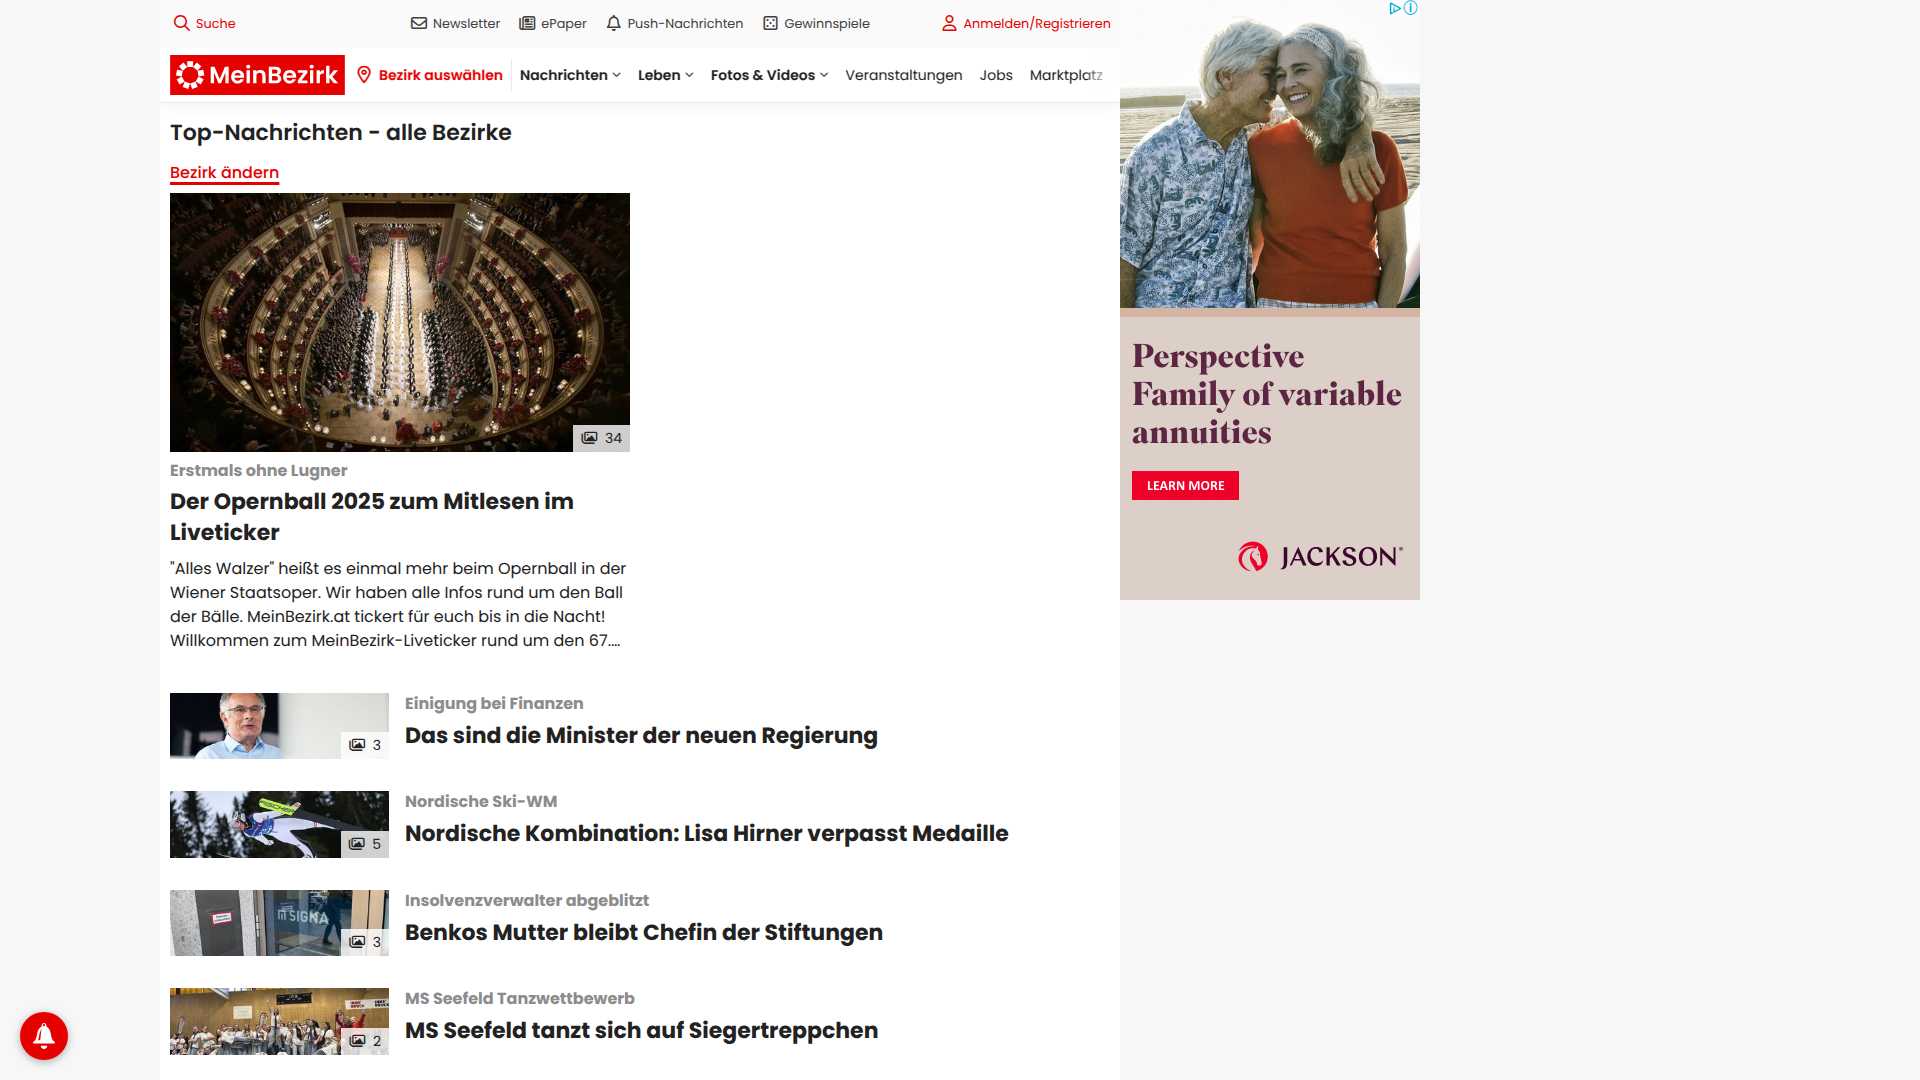 Suche
Newsletter
ePaper
Push-Nachrichten
Gewinnspiele
Anmelden/Registrieren
MeinBezirk
Bezirk auswählen
Nachrichten
Leben
Fotos & Videos
Veranstaltungen
Jobs
Marktplatz
Top-Nachrichten - alle Bezirke
Bezirk ändern
34
Erstmals ohne Lugner
Der Opernball 2025 zum Mitlesen im
Liveticker
"Alles Walzer" heißt es einmal mehr beim Opernball in der
Wiener Staatsoper. Wir haben alle Infos rund um den Ball
der Bälle. MeinBezirk.at tickert für euch bis in die Nacht!
Willkommen zum MeinBezirk-Liveticker rund um den 67....
3
Einigung bei Finanzen
Das sind die Minister der neuen Regierung
5
Nordische Ski-WM
Nordische Kombination: Lisa Hirner verpasst Medaille
SIGNA
3
Insolvenzverwalter abgeblitzt
Benkos Mutter bleibt Chefin der Stiftungen
2
MS Seefeld Tanzwettbewerb
MS Seefeld tanzt sich auf Siegertreppchen
Perspective
Family of variable
annuities
LEARN MORE
JACKSON®